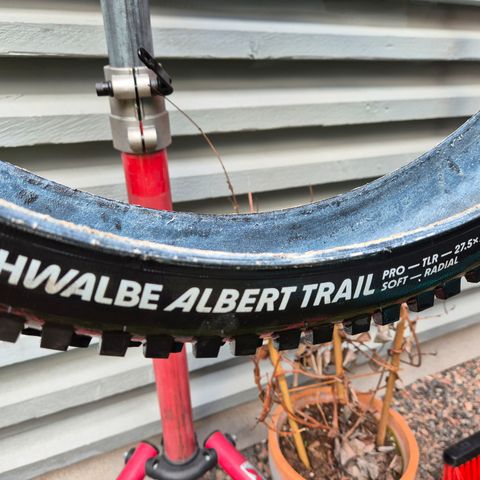 HWALBE ALBERT TRAIL
PRO — TLR — 27.5×
SOFT — RADIAL